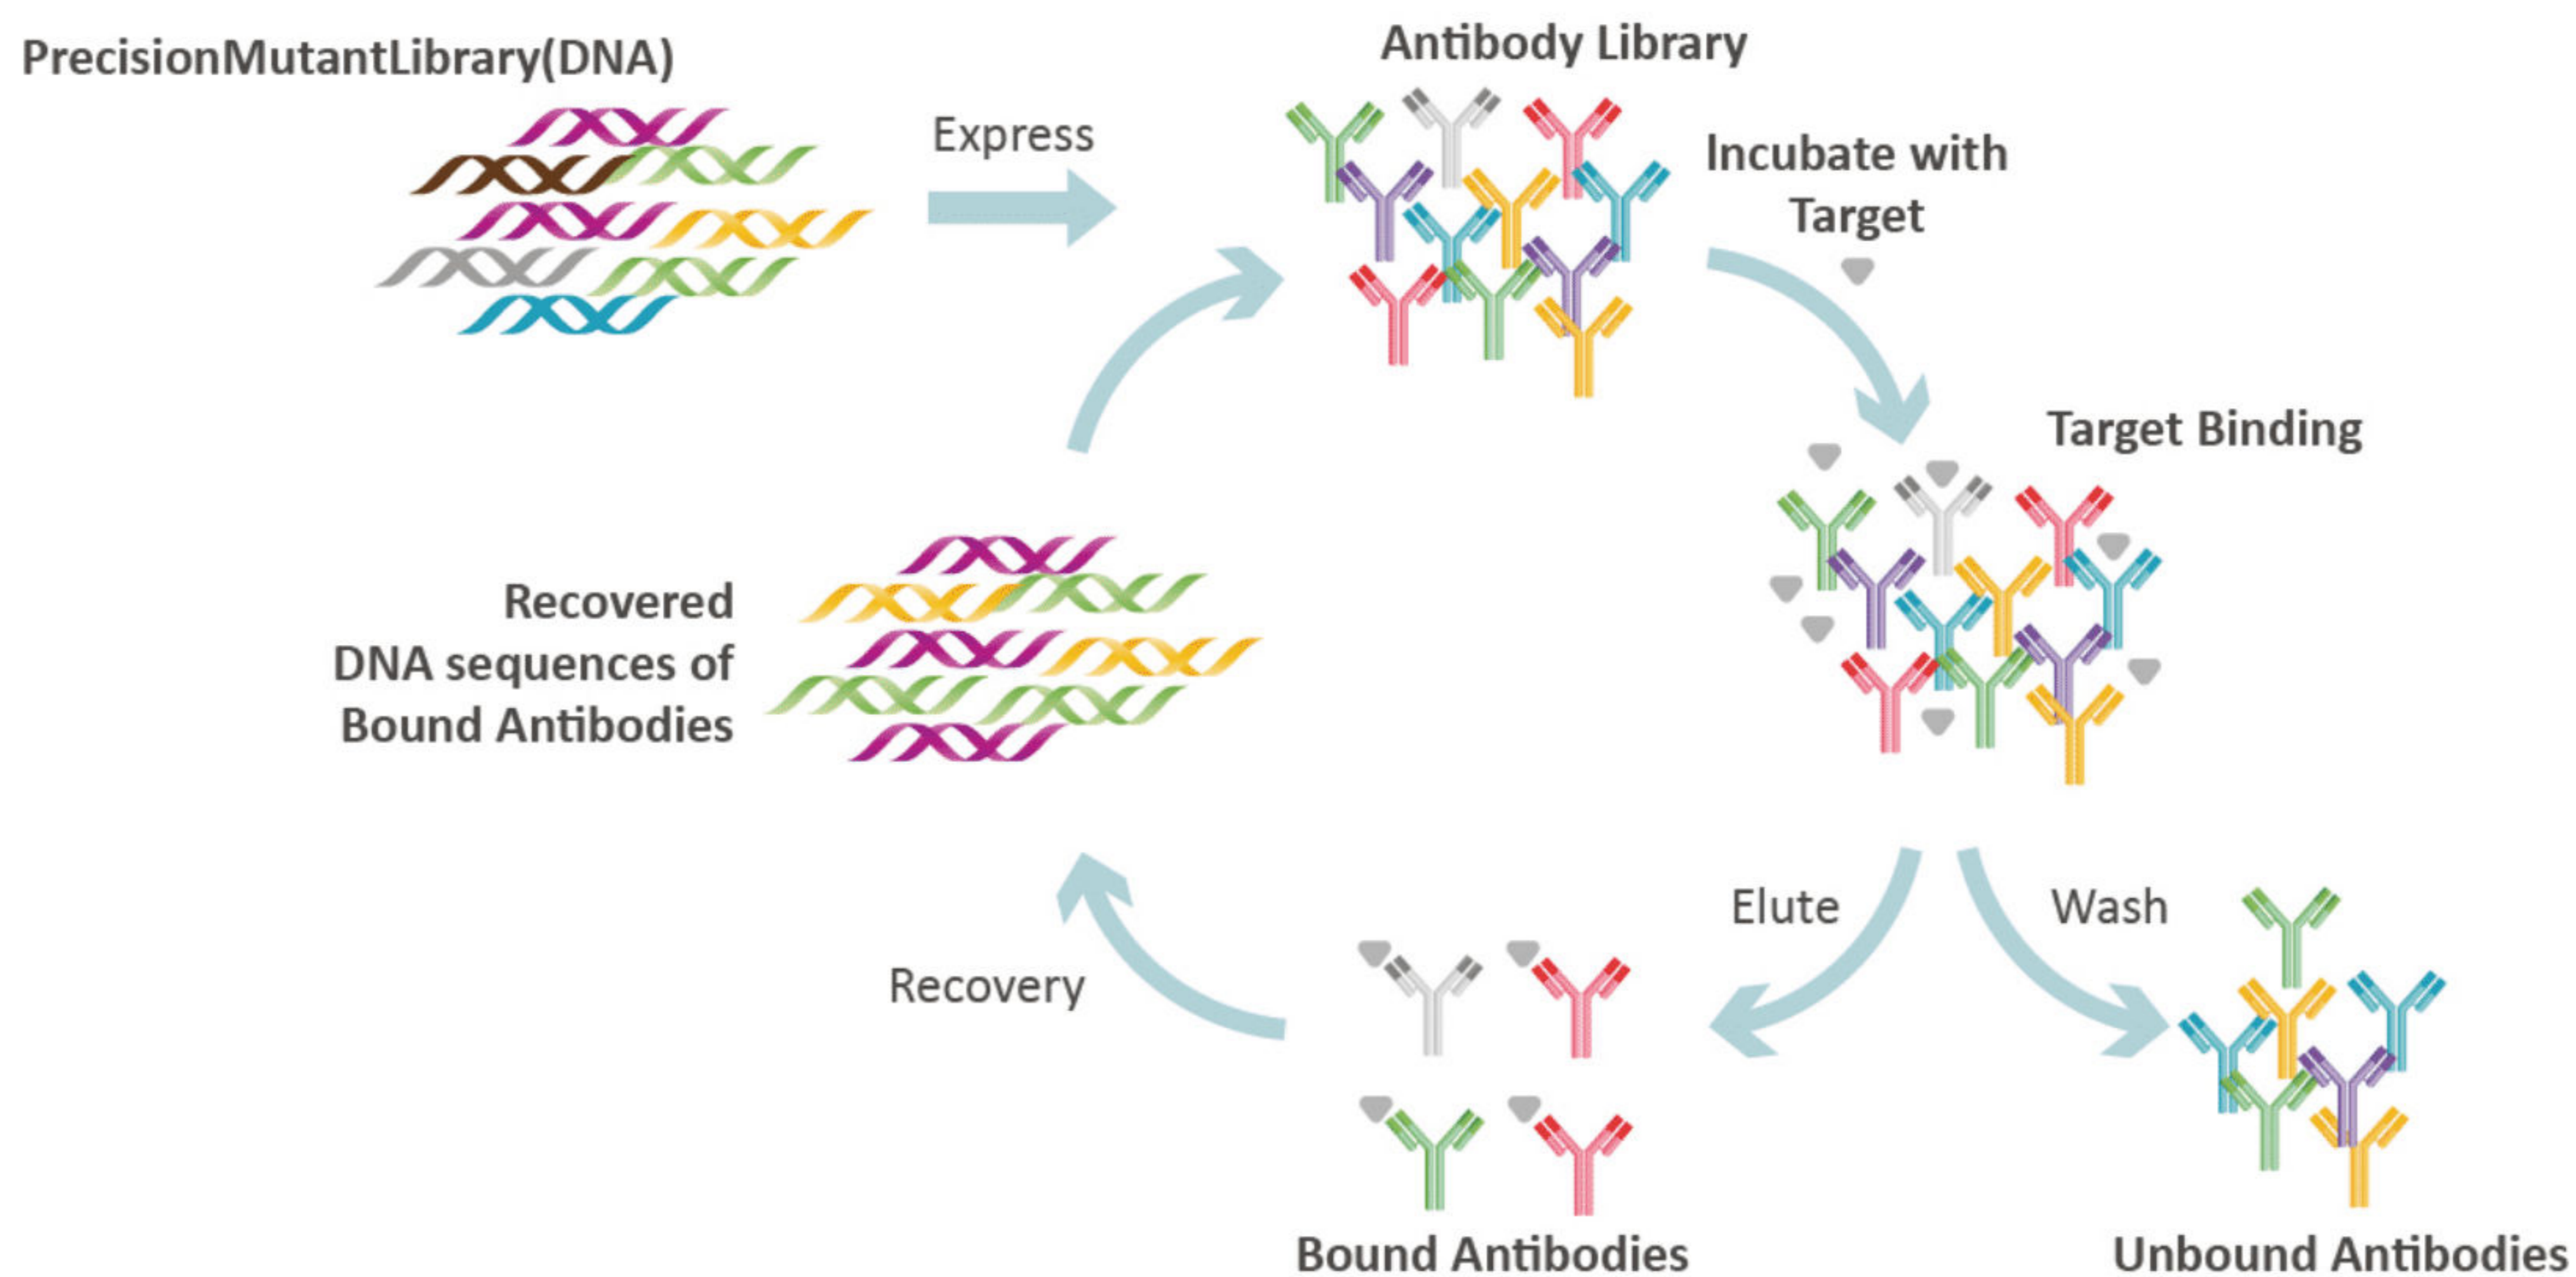 PrecisionMutantLibrary(DNA)
Express
Antibody Library
Incubate with
Target
Target Binding
Recovered
DNA sequences of
Bound Antibodies
Elute
Wash
Recovery
Bound Antibodies
Unbound Antibodies